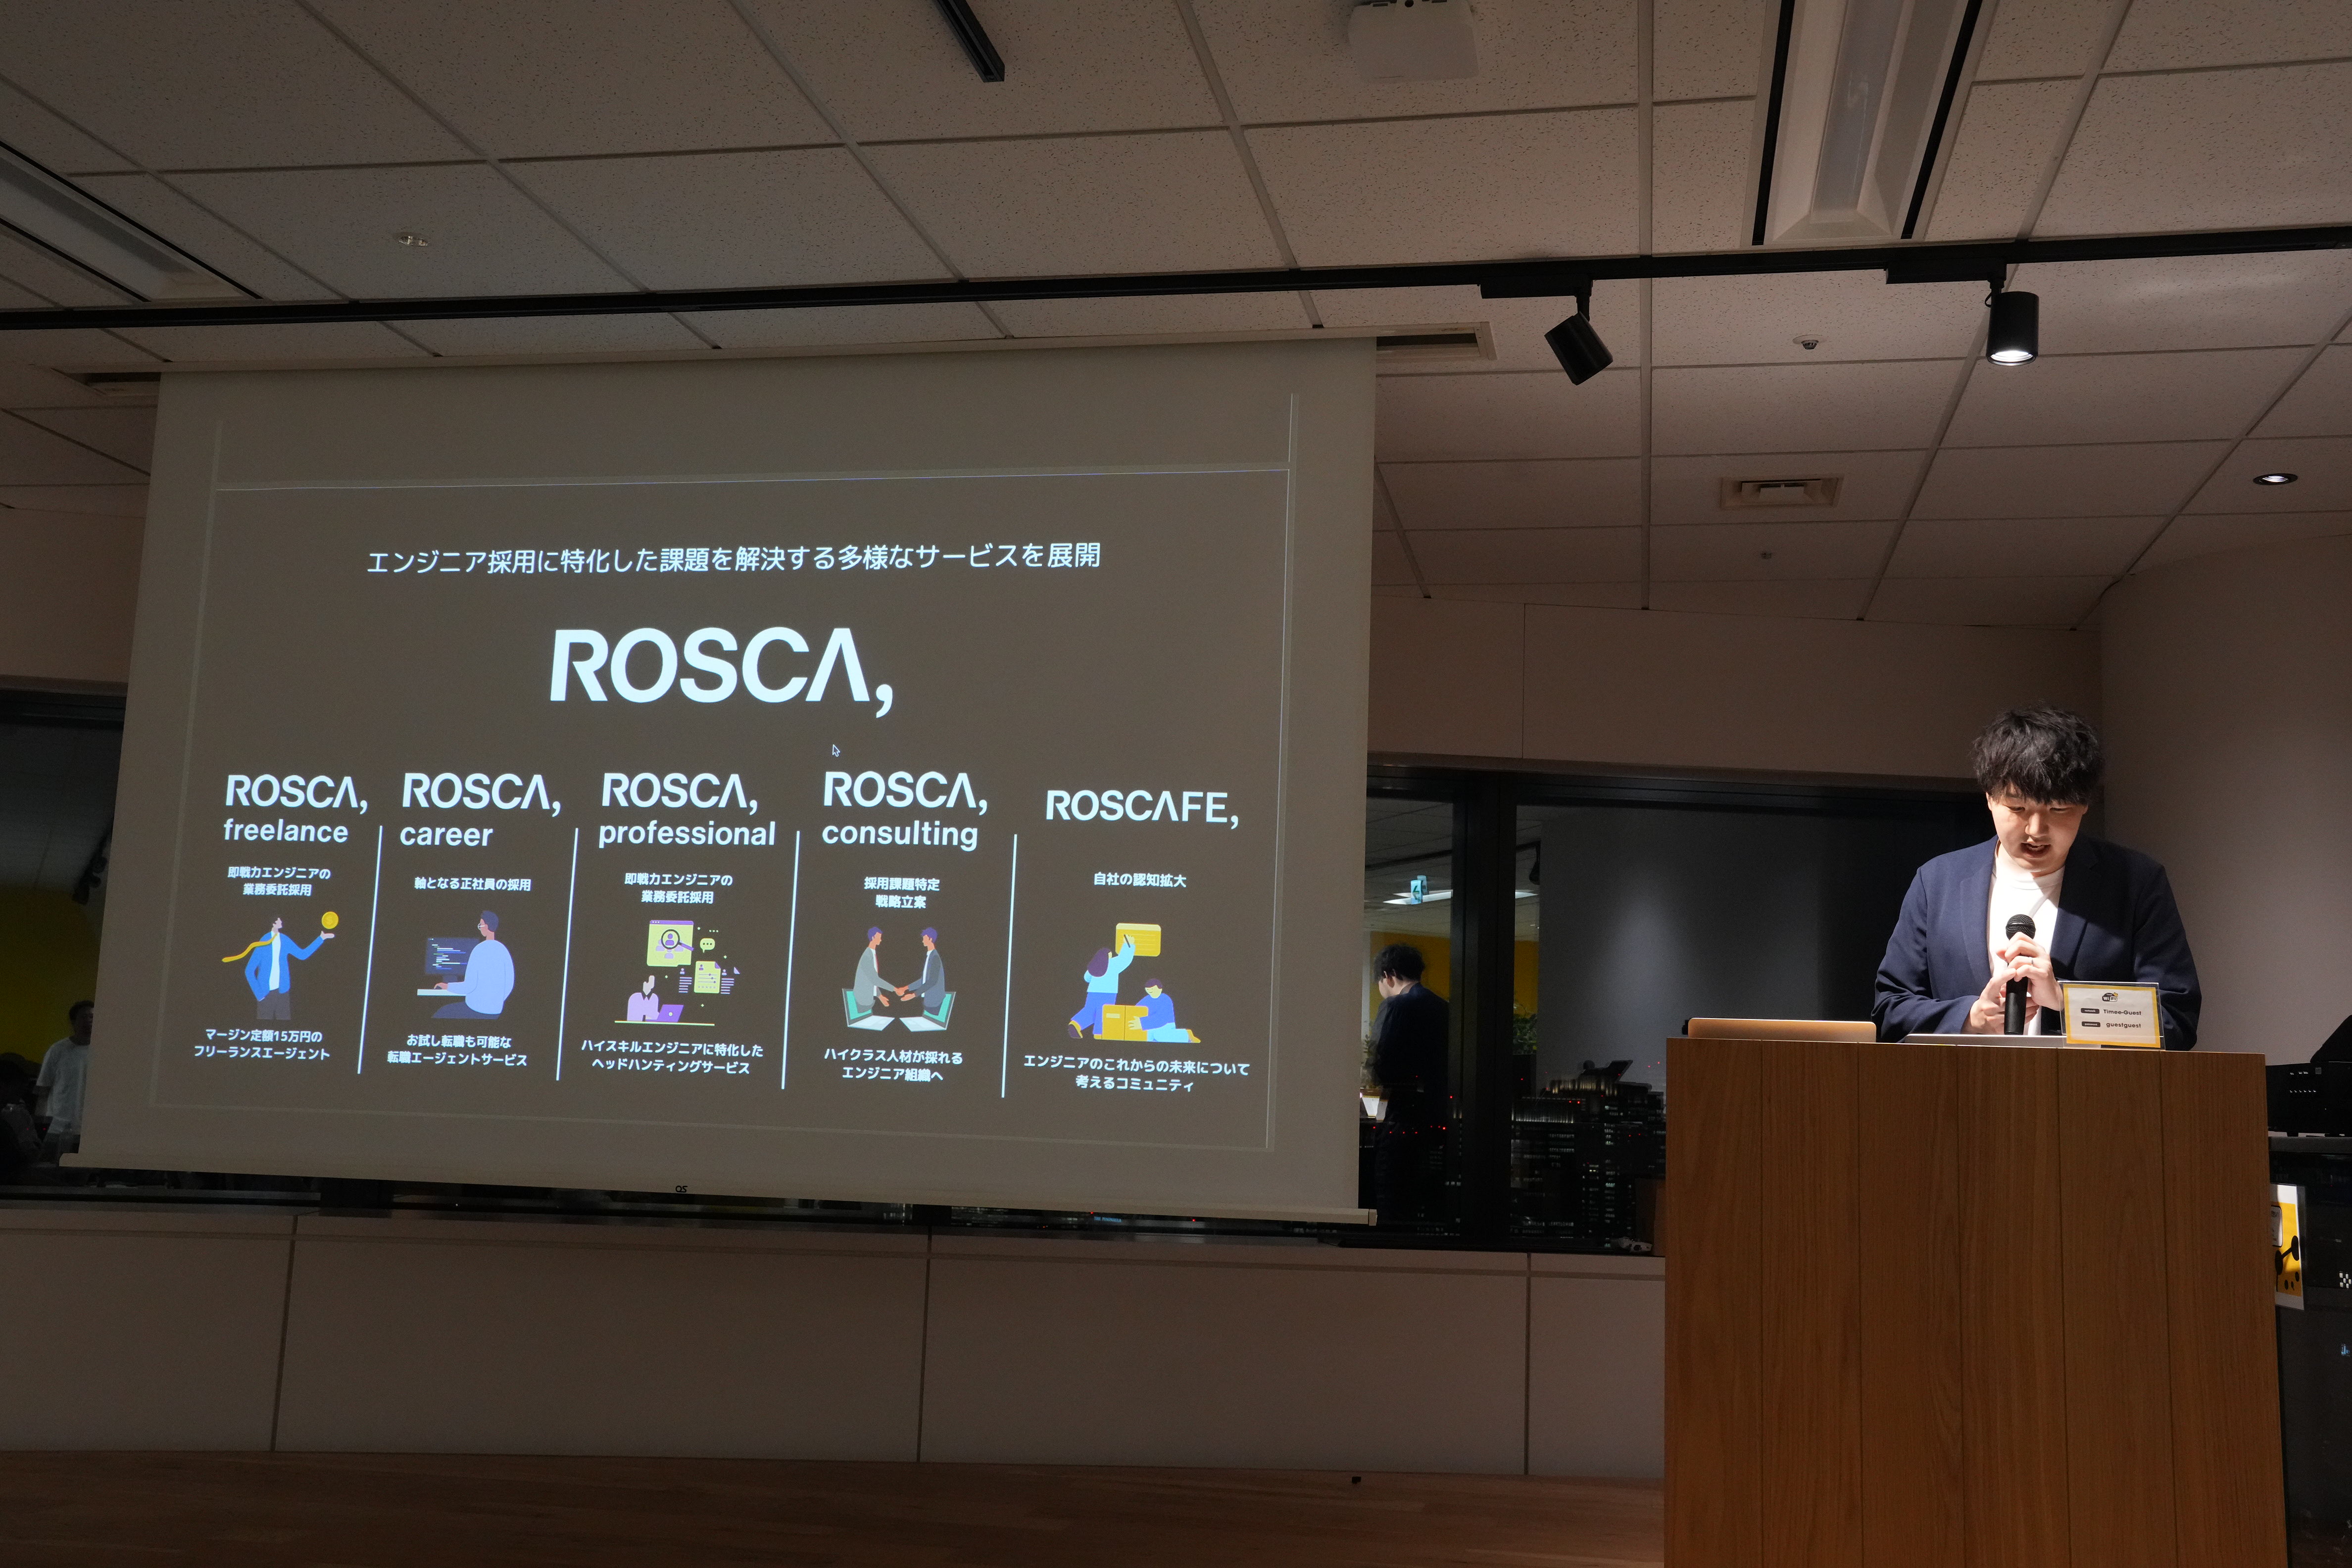 エンジニア採用に特化した課題を解決する多様なサービスを展開
ROSCA,
ROSCA,
freelance
即戦力エンジニアの
業務委託採用
マージン定額15万円の
フリーランスエージェント
ROSCA,
career
軸となる正社員の採用
お試し転職も可能な
転職エージェントサービス
ROSCA,
professional
即戦力エンジニアの
業務委託採用
ハイスキルエンジニアに特化した
ヘッドハンティングサービス
ROSCA,
consulting
採用課題特定
戦略立案
ハイクラス人材が採れる
エンジニア組織へ
ROSCAFE,
自社の認知拡大
エンジニアのこれからの未来について
考えるコミュニティ
OS
Timee-Guest
guestguest